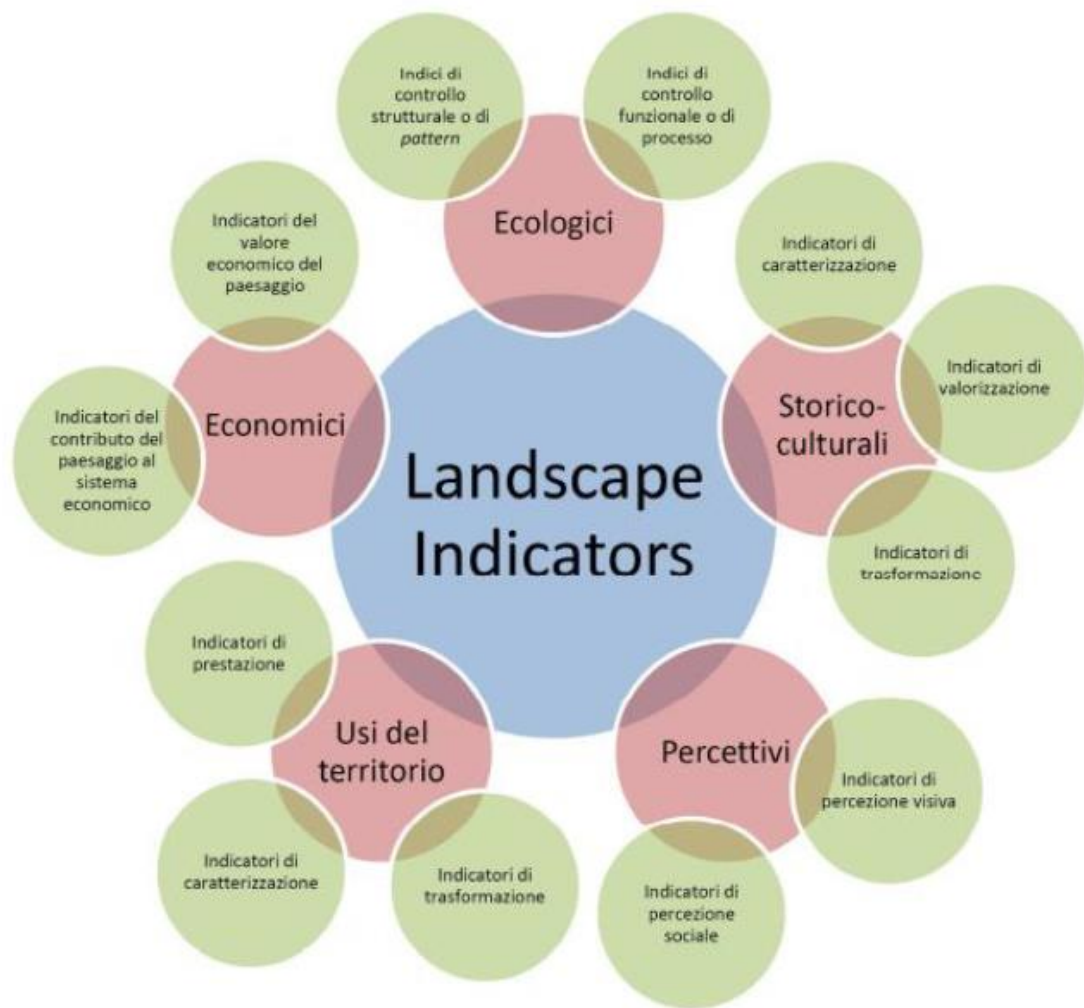 Indici di
controllo
strutturale o di
pattern
Indici di
controllo
funzionale o di
processo
Ecologici
Indicatori del
valore
economico del
paesaggio
Indicatori di
caratterizzazione
Indicatori di
valorizzazione
Storico-
culturali
Economici
Indicatori del
contributo del
paesaggio al
sistema
economico
Landscape
Indicators
Indicatori di
trasformazione
Indicatori di
prestazione
Usi del
territorio
Percettivi
Indicatori di
percezione visiva
Indicatori di
caratterizzazione
Indicatori di
trasformazione
Indicatori di
percezione
sociale